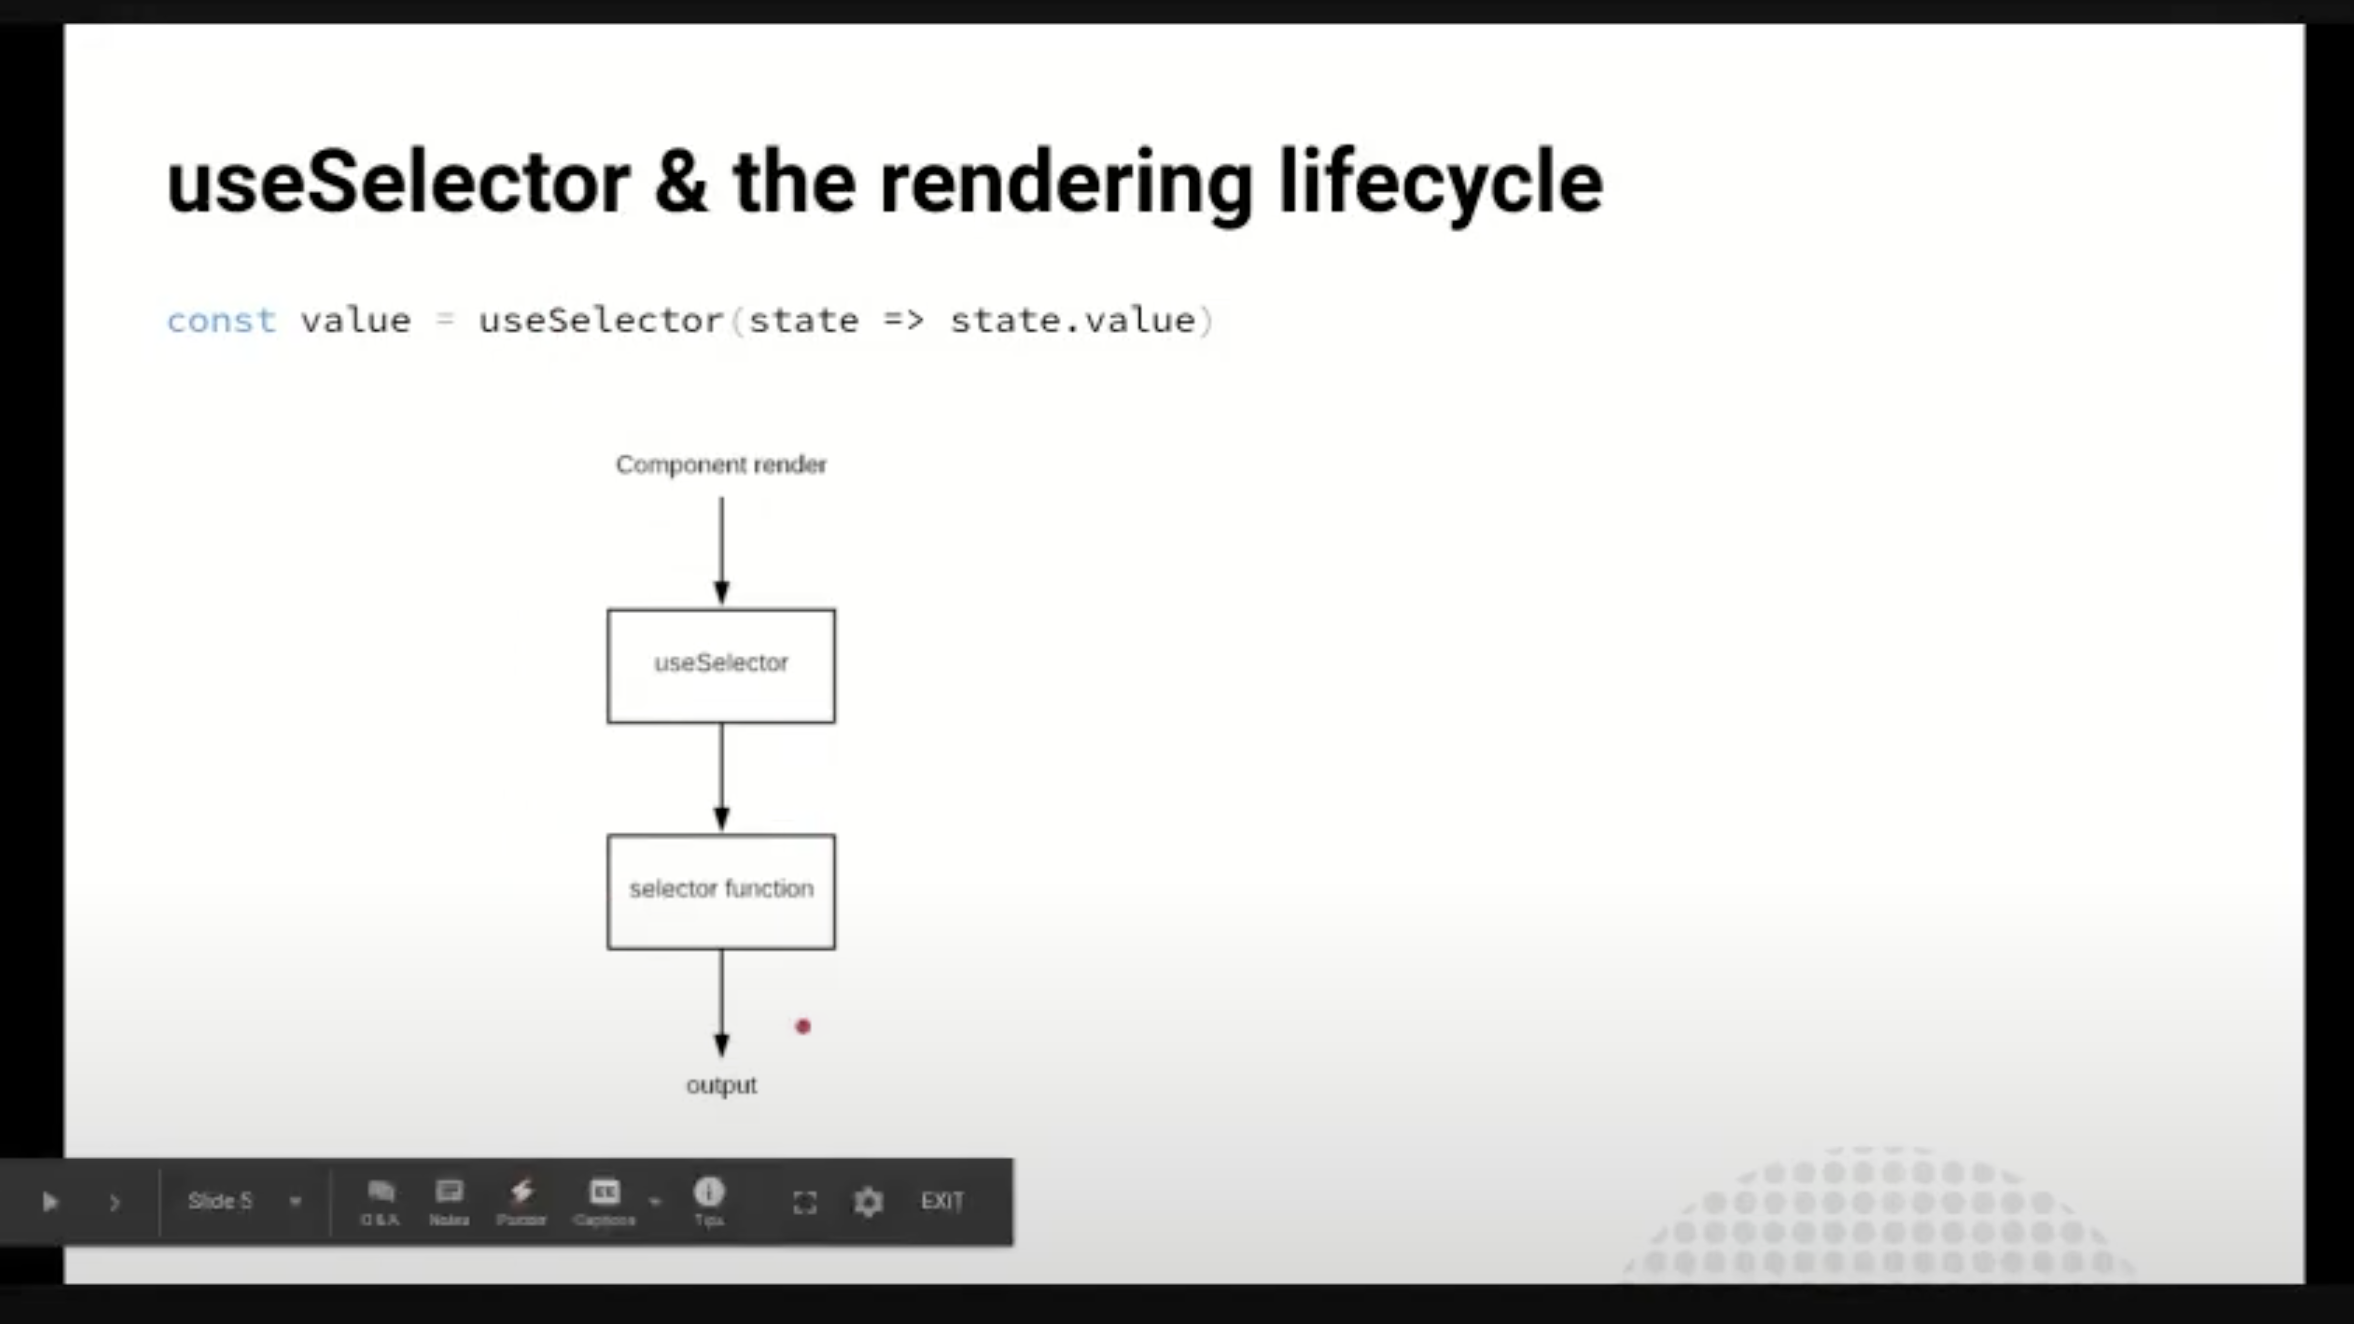 useSelector & the rendering lifecycle
const value = useSelector(state => state.value)
Component render
useSelector
selector function
output
Slide 5
Q&A
Notes
Pointer
Captions
Tips
EXIT